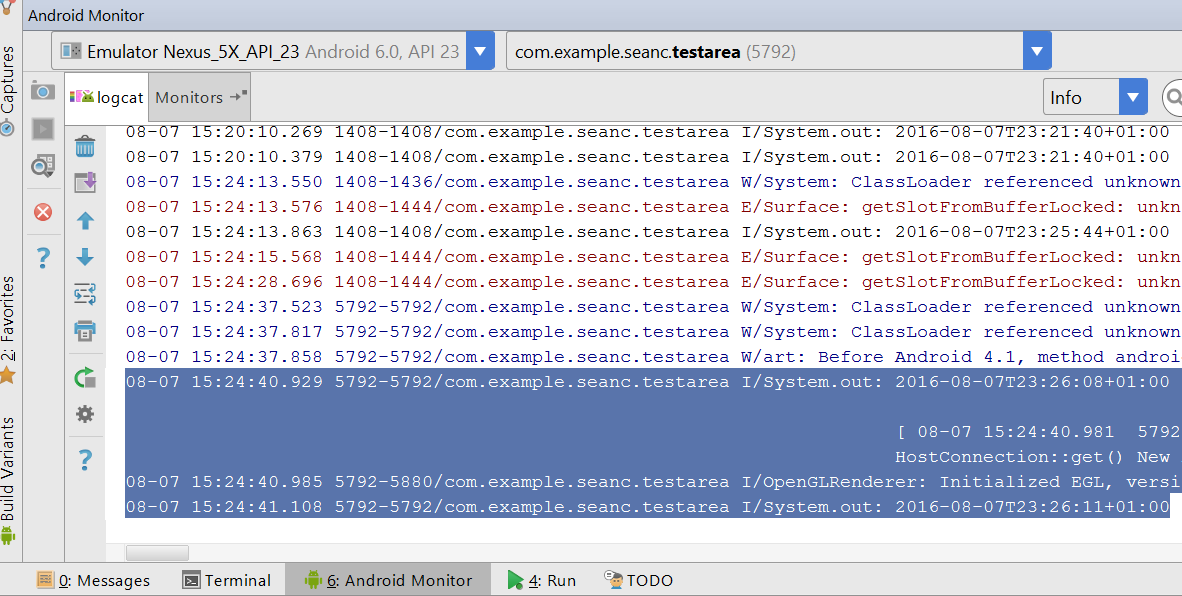 Android Monitor
Captures
Emulator Nexus_5X_API_23 Android 6.0, API 23
com.example.seanc.testarea (5792)
logcat
Monitors
Info
08-07 15:20:10.269 1408-1408/com.example.seanc.testarea I/System.out: 2016-08-07T23:21:40+01:00
08-07 15:20:10.379 1408-1408/com.example.seanc.testarea I/System.out: 2016-08-07T23:21:40+01:00
08-07 15:24:13.550 1408-1436/com.example.seanc.testarea W/System: ClassLoader referenced unknown
08-07 15:24:13.576 1408-1444/com.example.seanc.testarea E/Surface: getSlotFromBufferLocked: unkn
08-07 15:24:13.863 1408-1444/com.example.seanc.testarea I/System.out: 2016-08-07T23:25:44+01:00
08-07 15:24:15.568 1408-1444/com.example.seanc.testarea E/Surface: getSlotFromBufferLocked: unkn
08-07 15:24:28.696 1408-1444/com.example.seanc.testarea E/Surface: getSlotFromBufferLocked: unkn
08-07 15:24:37.523 5792-5792/com.example.seanc.testarea W/System: ClassLoader referenced unknown
08-07 15:24:37.817 5792-5792/com.example.seanc.testarea W/System: ClassLoader referenced unknown
08-07 15:24:37.858 5792-5792/com.example.seanc.testarea W/art: Before Android 4.1, method androi
08-07 15:24:40.929 5792-5792/com.example.seanc.testarea I/System.out: 2016-08-07T23:26:08+01:00
[ 08-07 15:24:40.981  5792
HostConnection::get() New
08-07 15:24:40.985 5792-5880/com.example.seanc.testarea I/OpenGLRenderer: Initialized EGL, versi
08-07 15:24:41.108 5792-5792/com.example.seanc.testarea I/System.out: 2016-08-07T23:26:11+01:00
2: Favorites
Build Variants
0: Messages
Terminal
6: Android Monitor
4: Run
TODO